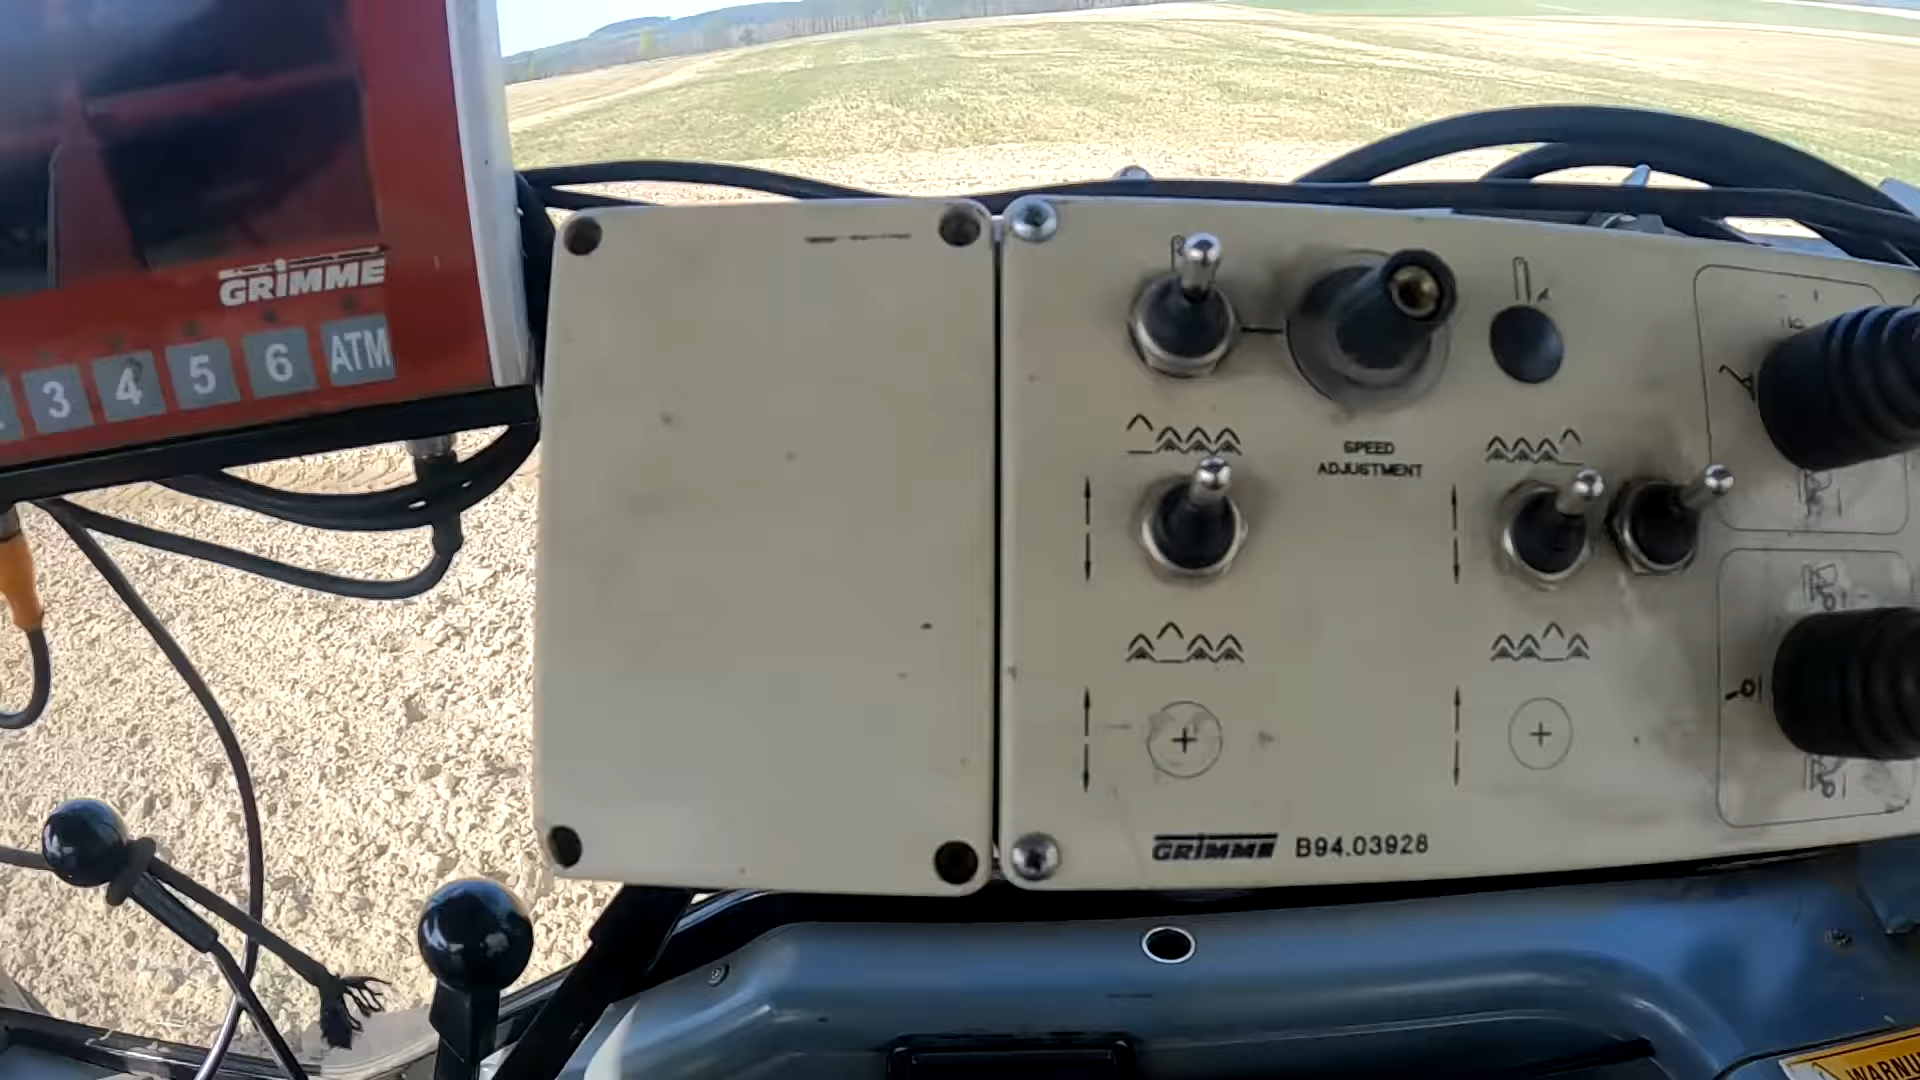 GRIMME
3 4 5 6 ATM
SPEED
ADJUSTMENT
GRIMME B94.03928